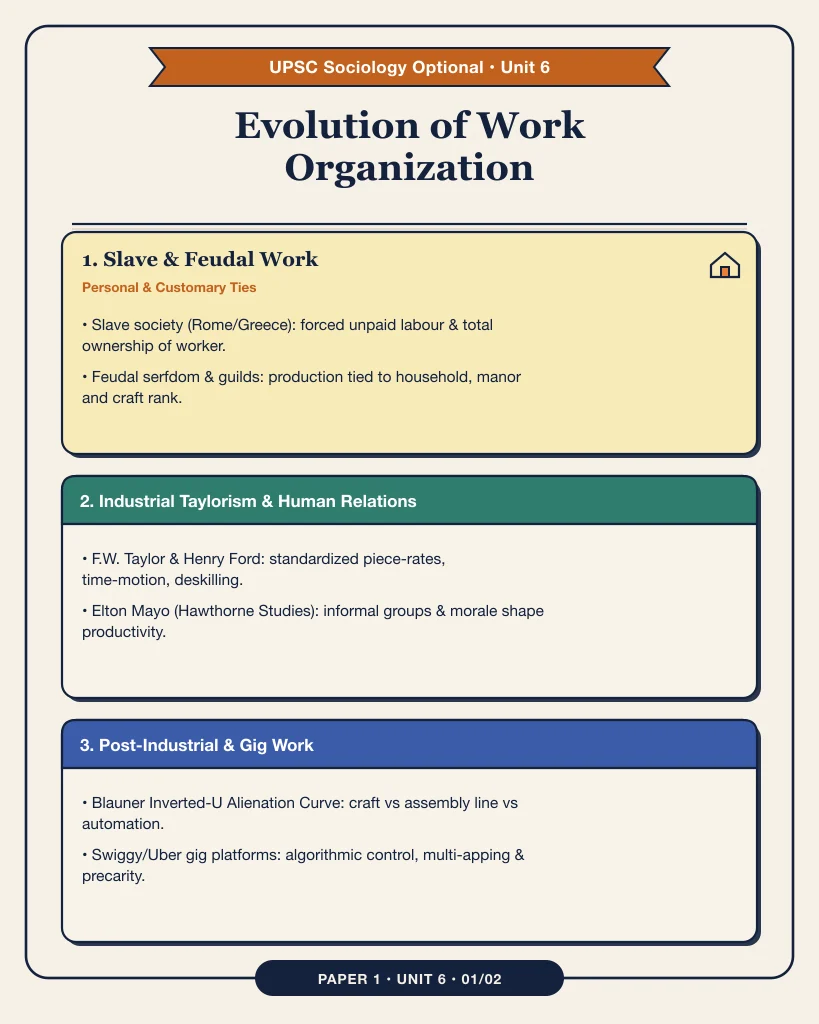 UPSC Sociology Optional • Unit 6
Evolution of Work
Organization
1. Slave & Feudal Work
Personal & Customary Ties
• Slave society (Rome/Greece): forced unpaid labour & total
ownership of worker.
• Feudal serfdom & guilds: production tied to household, manor
and craft rank.
2. Industrial Taylorism & Human Relations
• F.W. Taylor & Henry Ford: standardized piece-rates,
time-motion, deskilling.
• Elton Mayo (Hawthorne Studies): informal groups & morale shape
productivity.
3. Post-Industrial & Gig Work
• Blauner Inverted-U Alienation Curve: craft vs assembly line vs
automation.
• Swiggy/Uber gig platforms: algorithmic control, multi-apping &
precarity.
PAPER 1 • UNIT 6 • 01/02